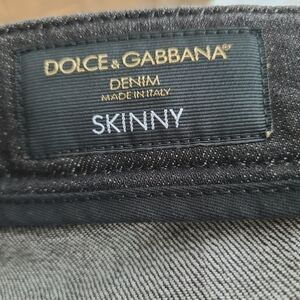 DOLCE & GABBANA
DENIM
MADE IN ITALY
SKINNY